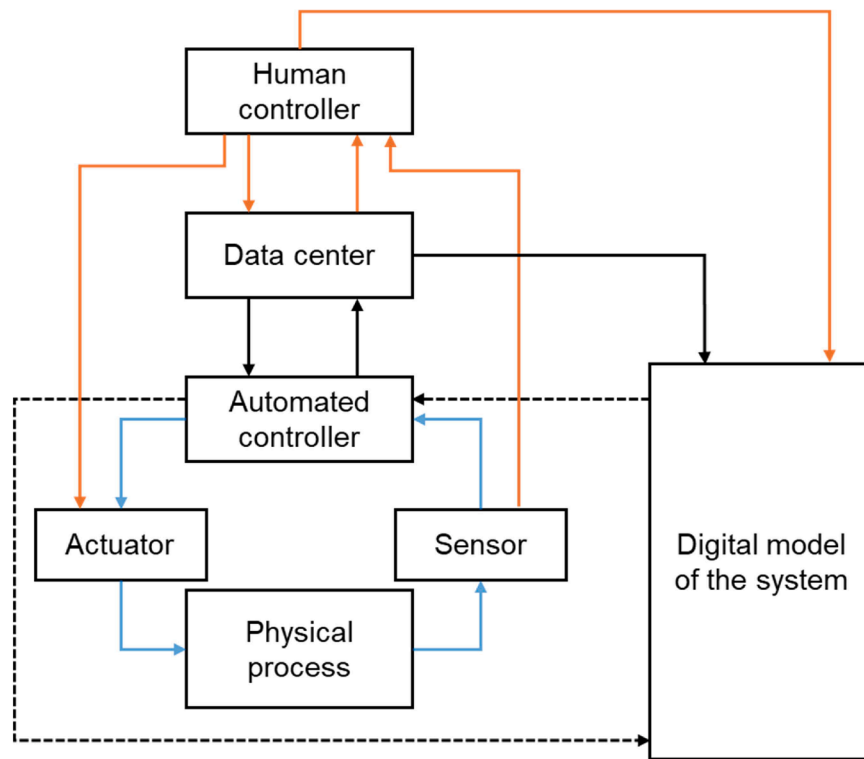 Human
controller
Data center
Automated
controller
Actuator
Sensor
Digital model
of the system
Physical
process